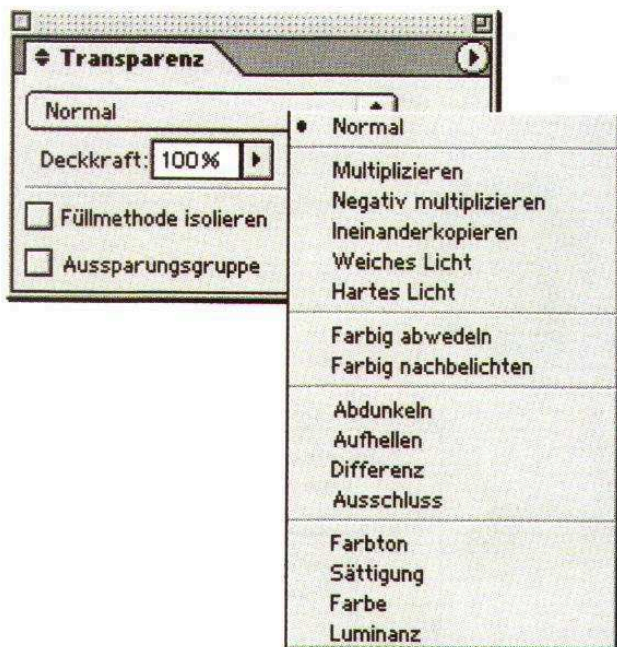 Transparenz
Normal
Deckkraft: 100%
Füllmethode isolieren
Aussparungsgruppe
Normal
Multiplizieren
Negativ multiplizieren
Ineinanderkopieren
Weiches Licht
Hartes Licht
Farbig abwedeln
Farbig nachbelichten
Abdunkeln
Aufhellen
Differenz
Ausschluss
Farbton
Sättigung
Farbe
Luminanz